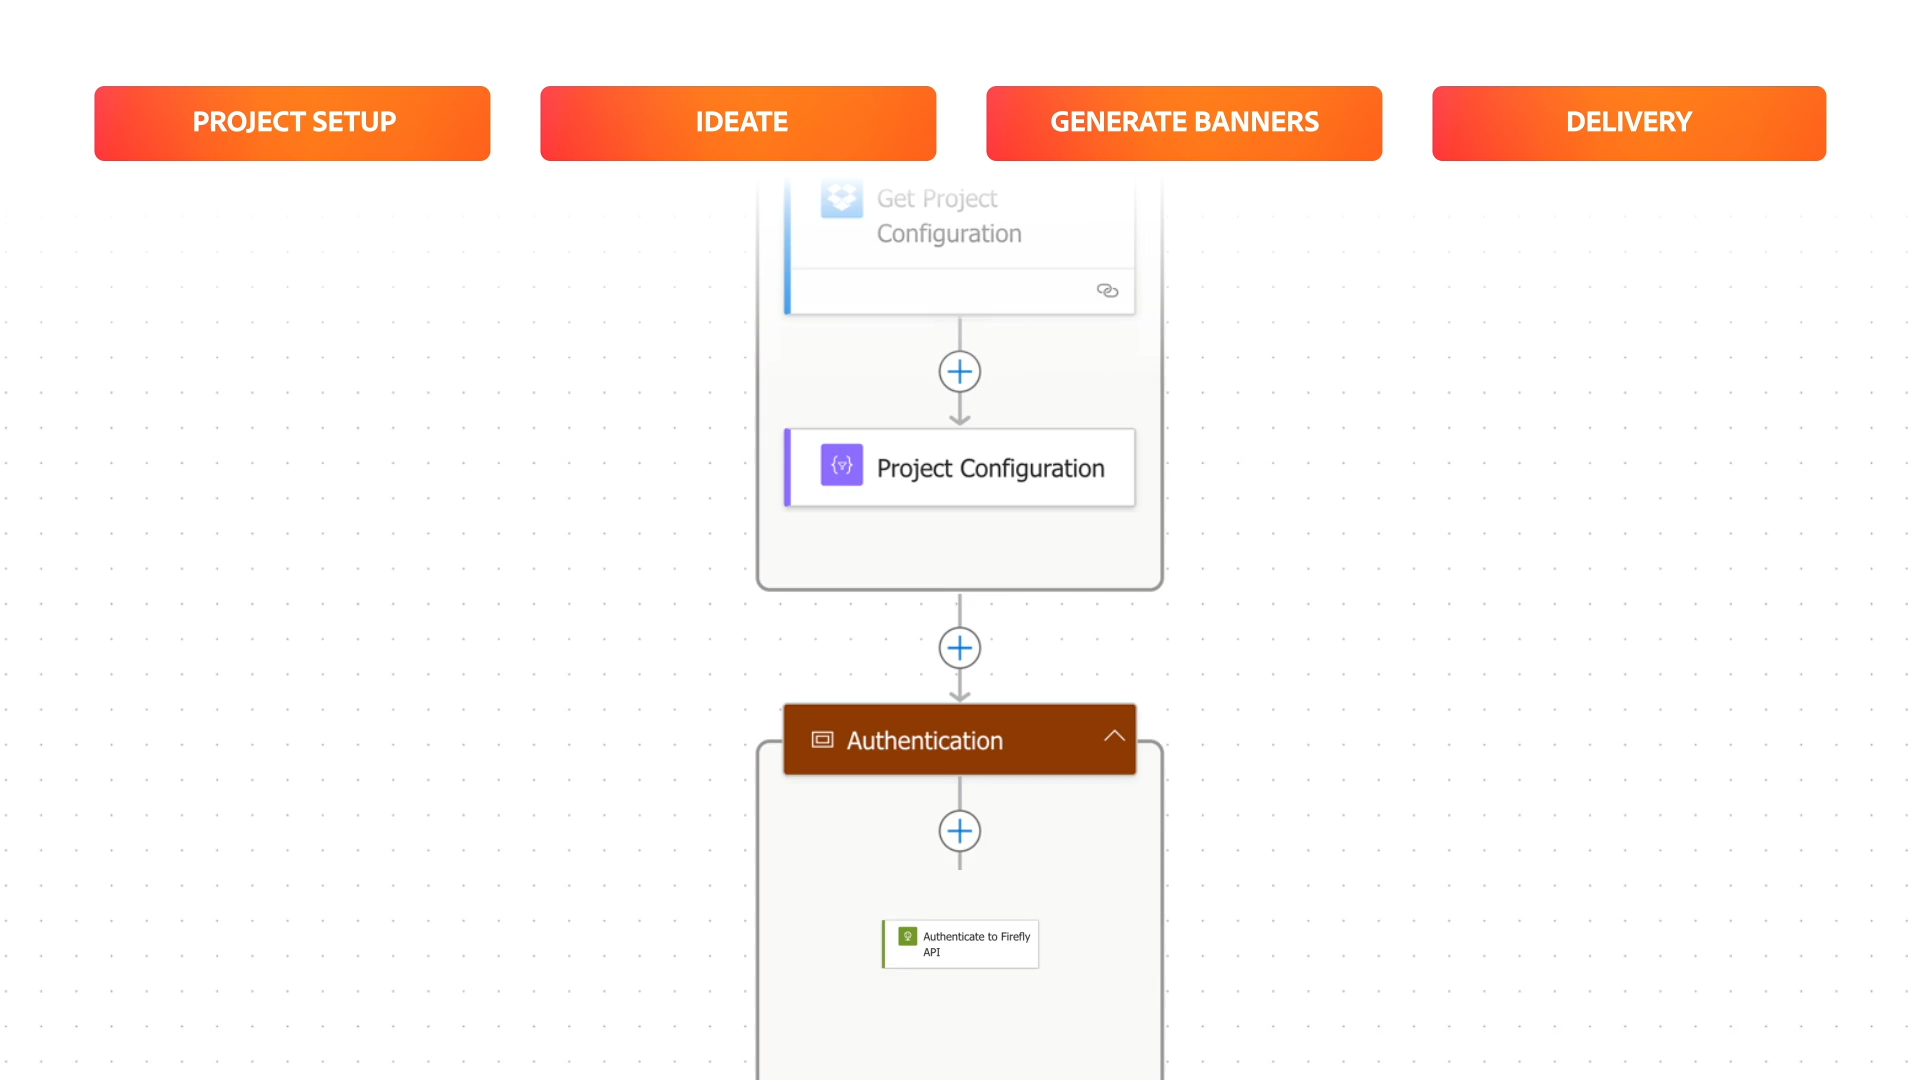 PROJECT SETUP
IDEATE
GENERATE BANNERS
DELIVERY
Get Project
Configuration
Project Configuration
Authentication
Authenticate to Firefly
API